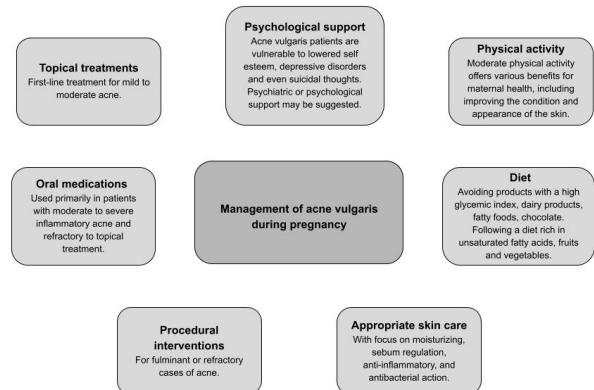 Psychological support
Acne vulgaris patients are
vulnerable to lowered self
esteem, depressive disorders
and even suicidal thoughts.
Psychiatric or psychological
support may be suggested.
Topical treatments
First-line treatment for mild to
moderate acne.
Physical activity
Moderate physical activity
offers various benefits for
maternal health, including
improving the condition and
appearance of the skin.
Oral medications
Used primarily in patients
with moderate to severe
inflammatory acne and
refractory to topical
treatment.
Management of acne vulgaris
during pregnancy
Diet
Avoiding products with a high
glycemic index, dairy products,
fatty foods, chocolate.
Following a diet rich in
unsaturated fatty acids, fruits
and vegetables.
Procedural
interventions
For fulminant or refractory
cases of acne.
Appropriate skin care
With focus on moisturizing,
sebum regulation,
anti-inflammatory, and
antibacterial action.